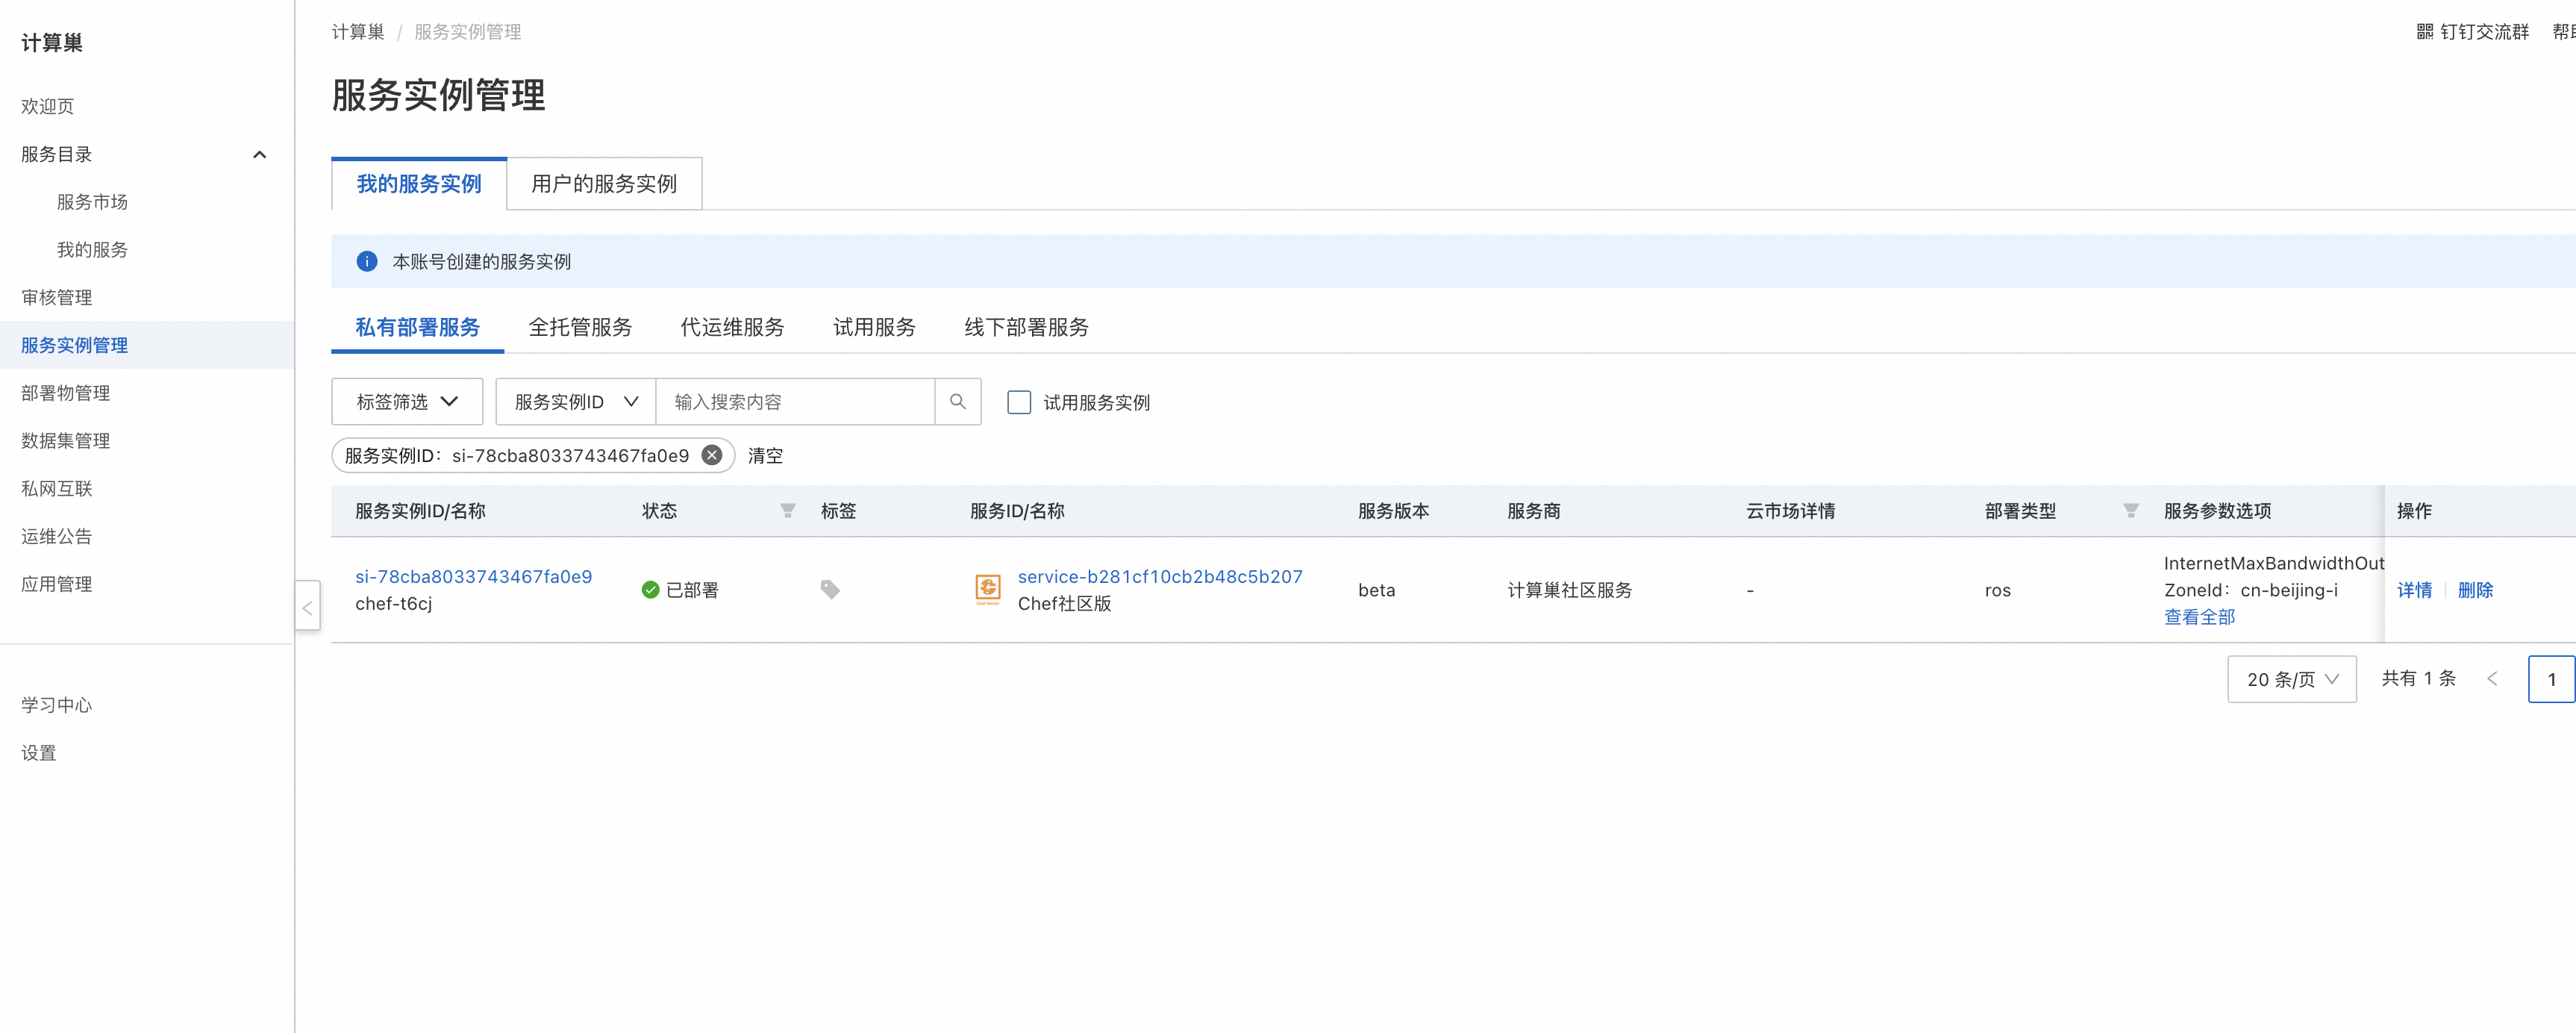 计算巢
欢迎页
服务目录
服务市场
我的服务
审核管理
服务实例管理
部署物管理
数据集管理
私网互联
运维公告
应用管理
学习中心
设置
计算巢 / 服务实例管理
钉钉交流群
服务实例管理
我的服务实例 用户的服务实例
本账号创建的服务实例
私有部署服务 全托管服务 代运维服务 试用服务 线下部署服务
标签筛选 服务实例ID 输入搜索内容 试用服务实例
服务实例ID：si-78cba8033743467fa0e9 清空
服务实例ID/名称 状态 标签 服务ID/名称 服务版本 服务商 云市场详情 部署类型 服务参数选项 操作
si-78cba8033743467fa0e9
chef-t6cj
已部署
service-b281cf10cb2b48c5b207
Chef社区版
beta
计算巢社区服务
-
ros
InternetMaxBandwidthOut
ZoneId：cn-beijing-i
查看全部
详情 删除
20 条/页 共有 1 条 1